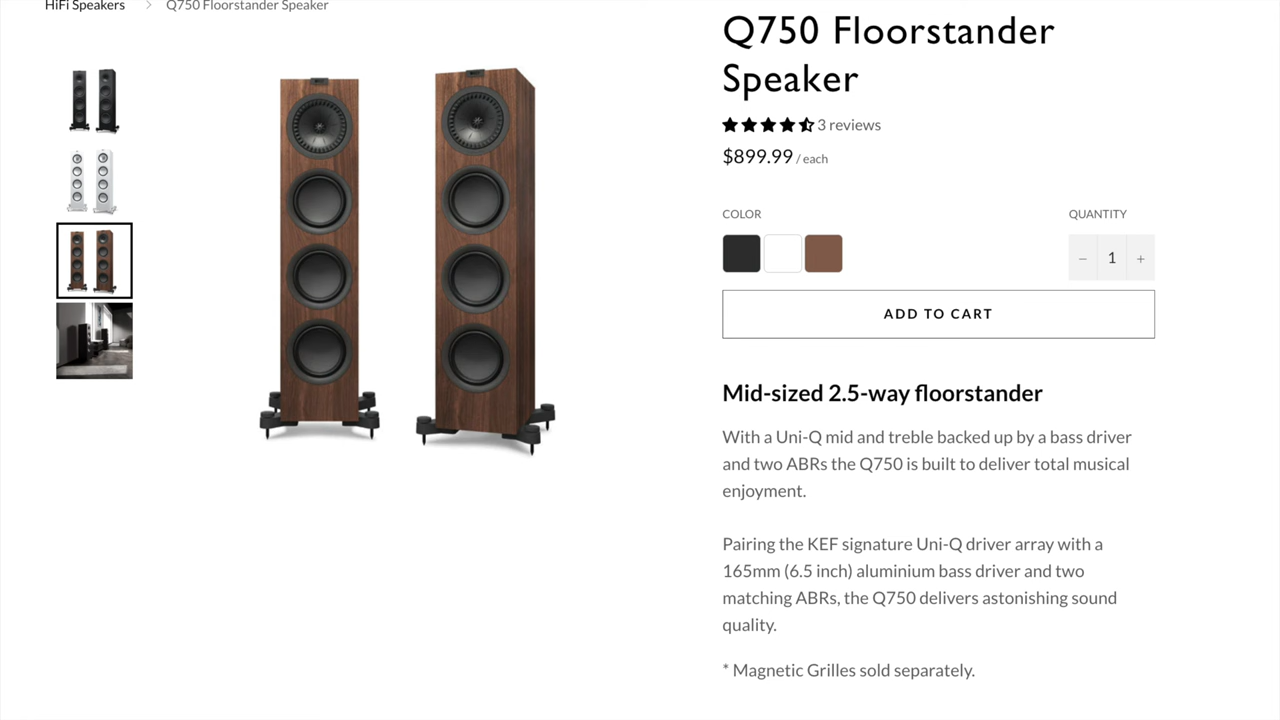 HiFi Speakers > Q750 Floorstander Speaker
Q750 Floorstander
Speaker
3 reviews
$899.99 / each
COLOR
QUANTITY
− 1 +
ADD TO CART
Mid-sized 2.5-way floorstander
With a Uni-Q mid and treble backed up by a bass driver
and two ABRs the Q750 is built to deliver total musical
enjoyment.
Pairing the KEF signature Uni-Q driver array with a
165mm (6.5 inch) aluminium bass driver and two
matching ABRs, the Q750 delivers astonishing sound
quality.
* Magnetic Grilles sold separately.